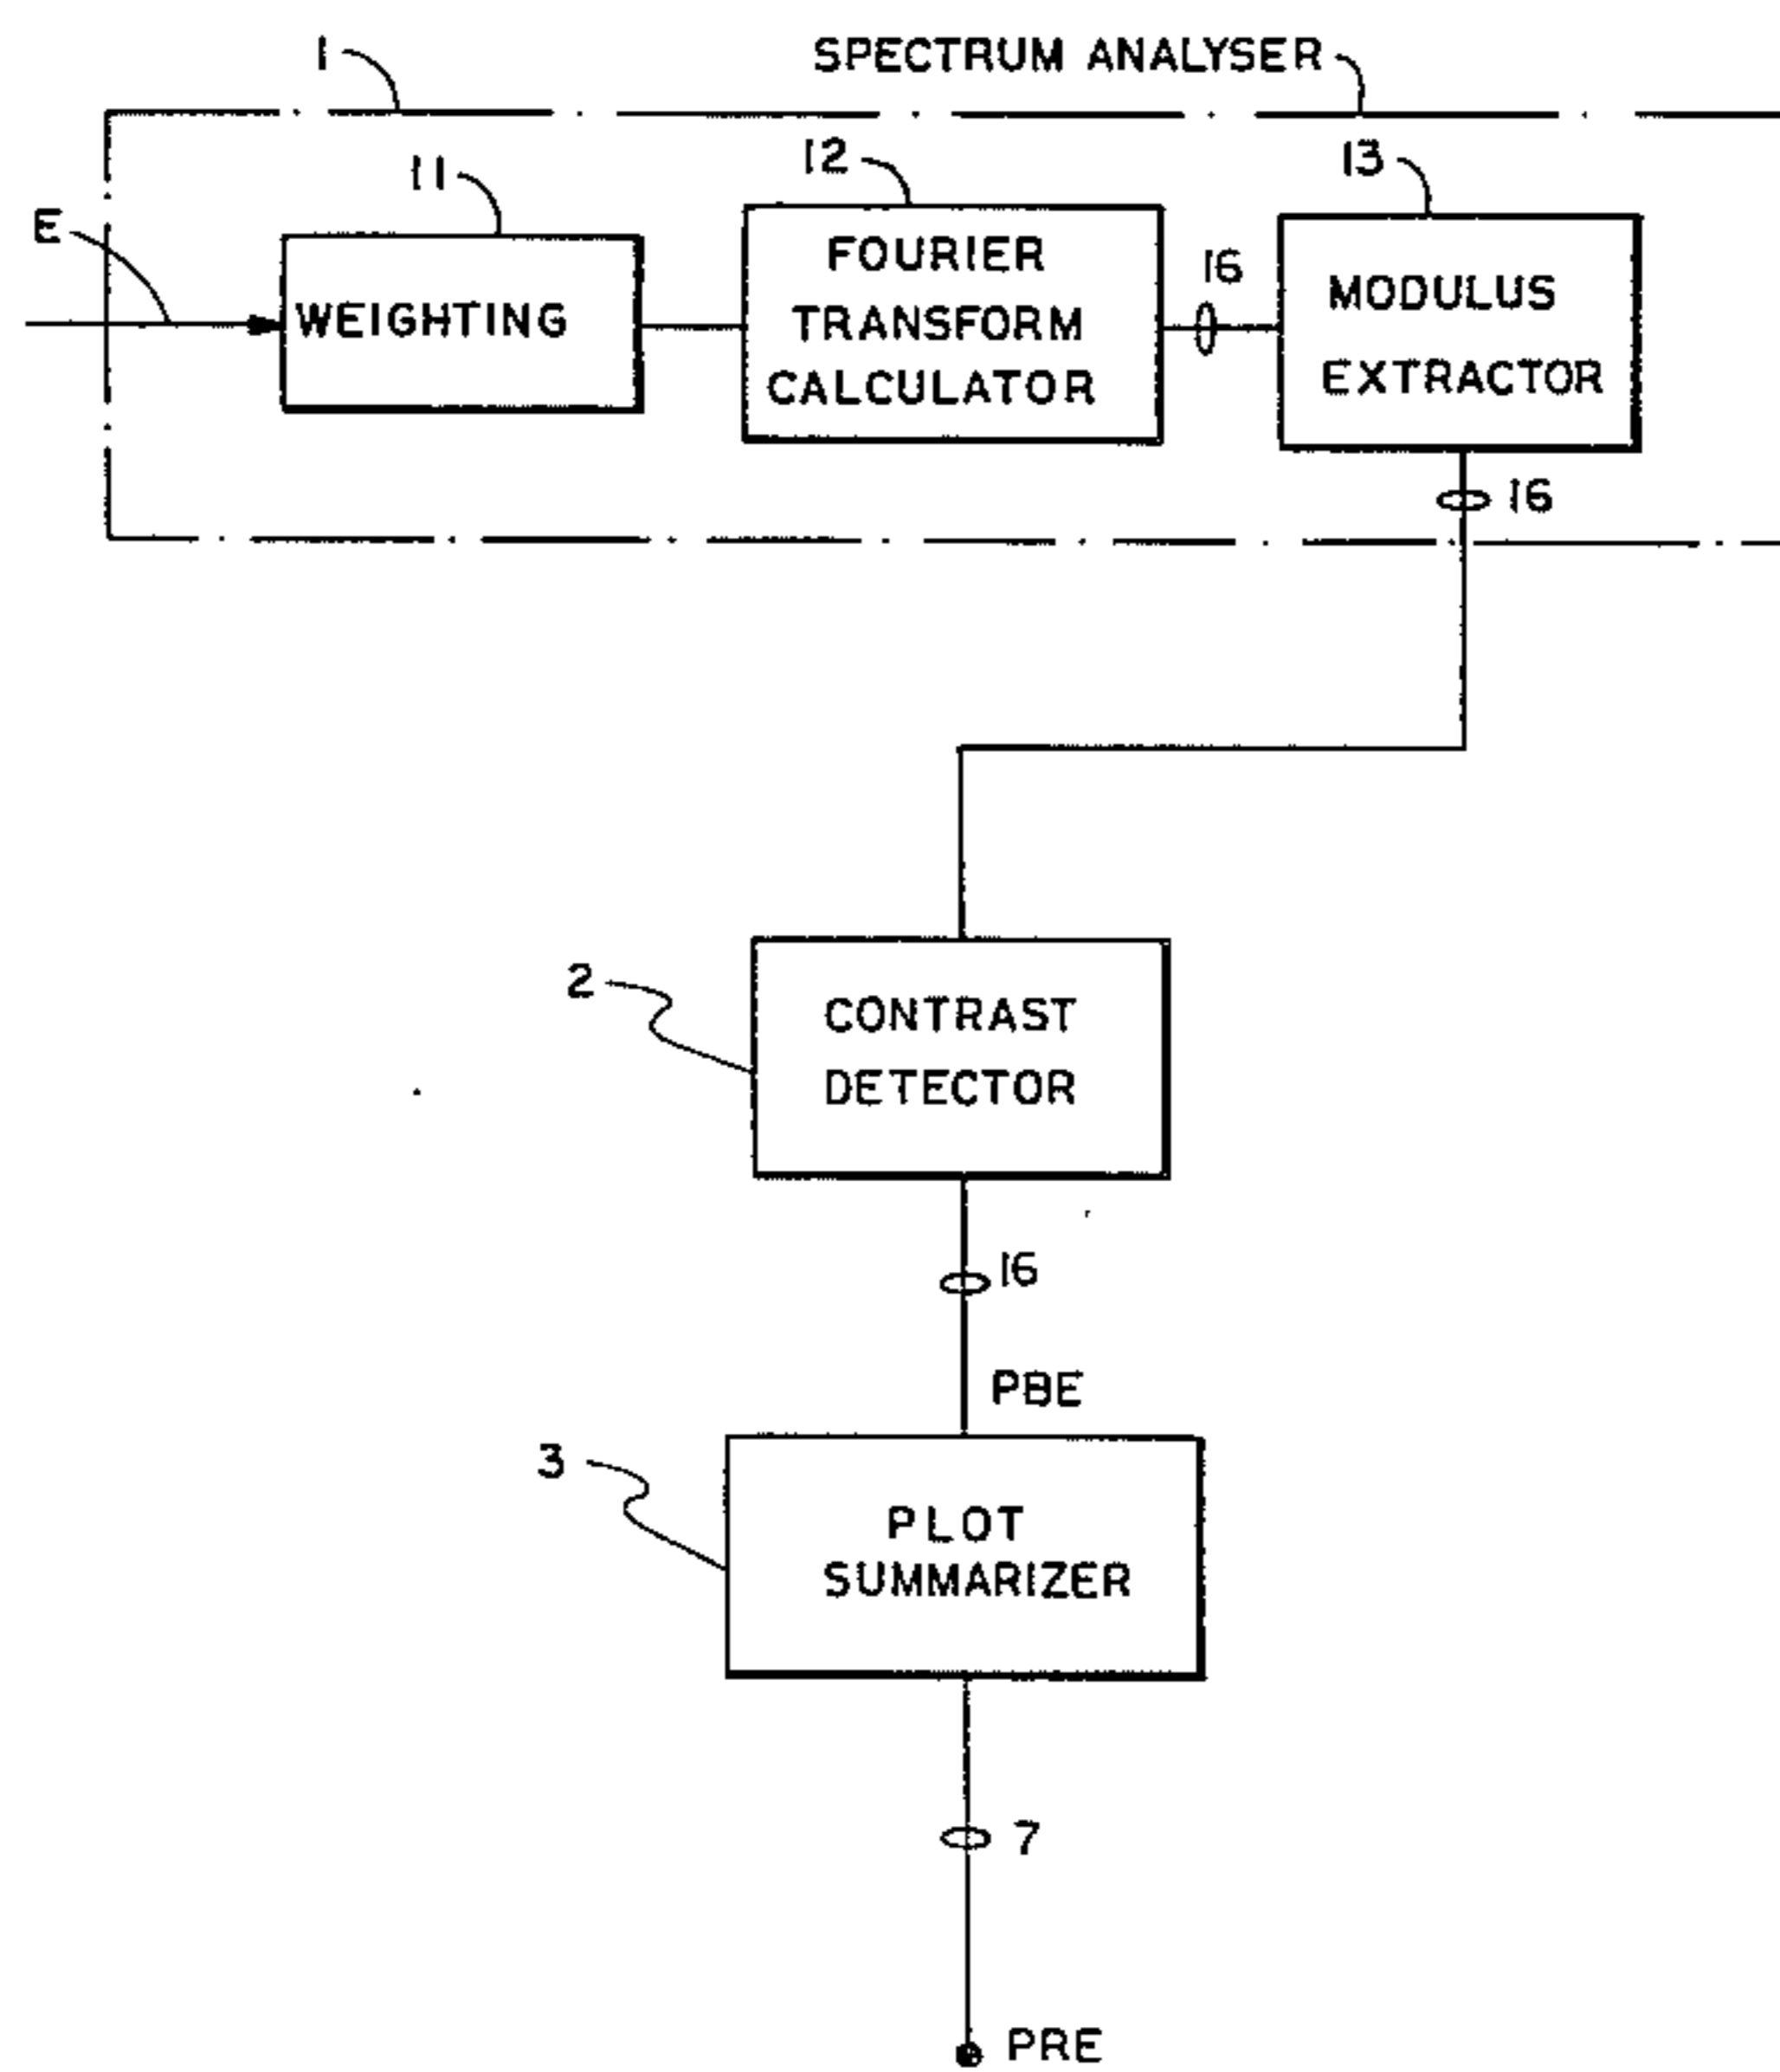 1
SPECTRUM ANALYSER
11
12
13
E
WEIGHTING
FOURIER
TRANSFORM
CALCULATOR
16
MODULUS
EXTRACTOR
16
2
CONTRAST
DETECTOR
16
PBE
3
PLOT
SUMMARIZER
7
PRE